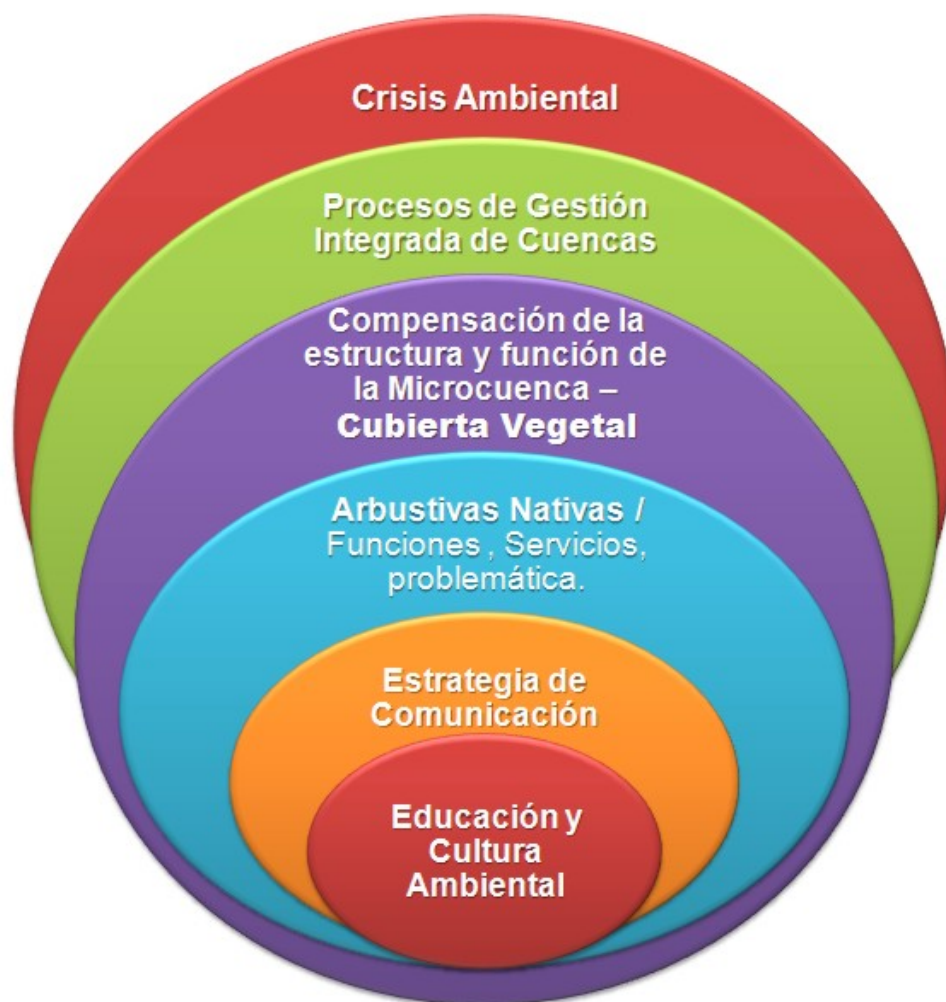 Crisis Ambiental
Procesos de Gestión
Integrada de Cuencas
Compensación de la
estructura y función de
la Microcuenca –
Cubierta Vegetal
Arbustivas Nativas /
Funciones , Servicios,
problemática.
Estrategia de
Comunicación
Educación y
Cultura
Ambiental